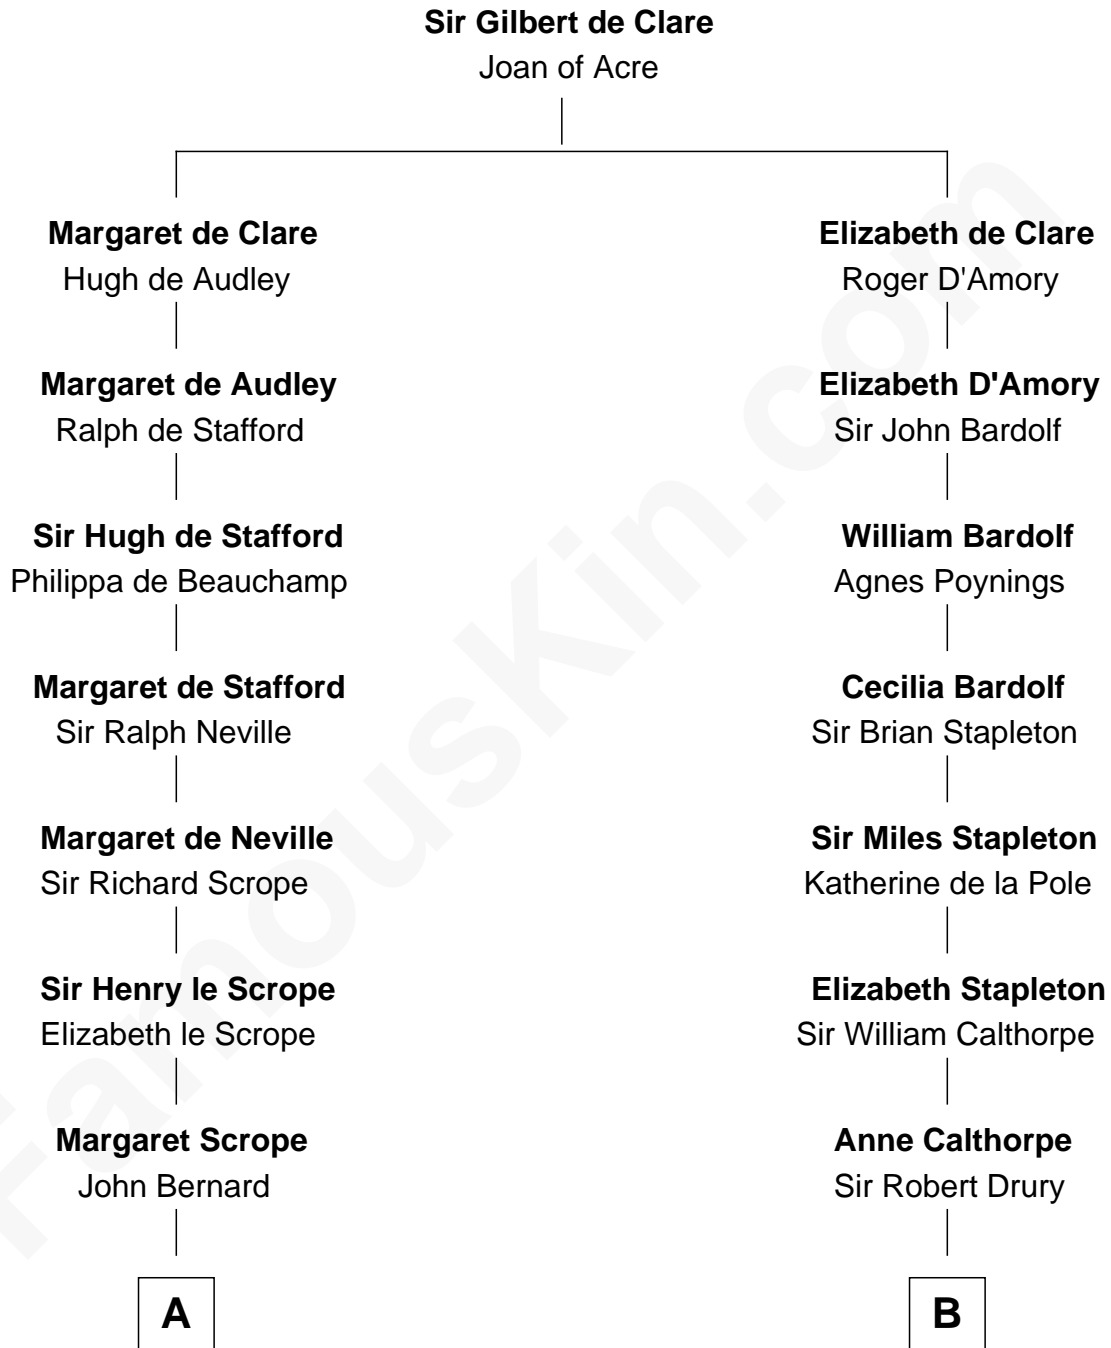 Sir Gilbert de Clare
Joan of Acre
Margaret de Clare
Hugh de Audley
Margaret de Audley
Ralph de Stafford
Sir Hugh de Stafford
Philippa de Beauchamp
Margaret de Stafford
Sir Ralph Neville
Margaret de Neville
Sir Richard Scrope
Sir Henry le Scrope
Elizabeth le Scrope
Margaret Scrope
John Bernard
A
Elizabeth de Clare
Roger D'Amory
Elizabeth D'Amory
Sir John Bardolf
William Bardolf
Agnes Poynings
Cecilia Bardolf
Sir Brian Stapleton
Sir Miles Stapleton
Katherine de la Pole
Elizabeth Stapleton
Sir William Calthorpe
Anne Calthorpe
Sir Robert Drury
B
FamousKin.com